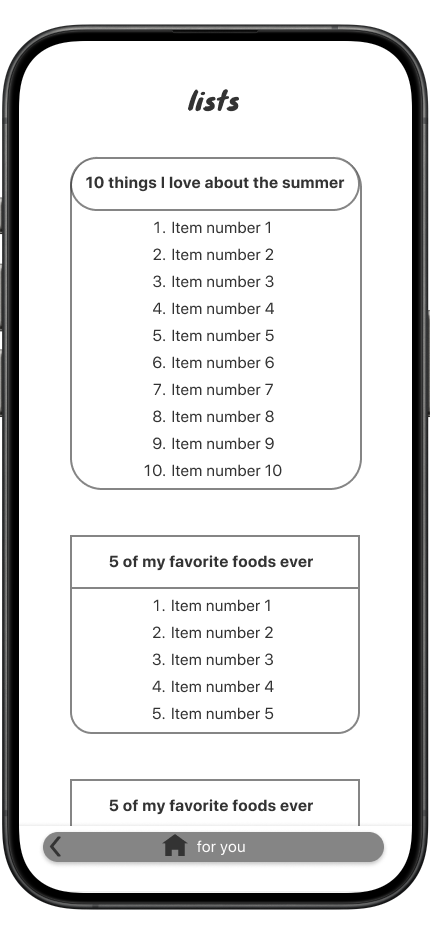 lists
10 things I love about the summer
1. Item number 1
2. Item number 2
3. Item number 3
4. Item number 4
5. Item number 5
6. Item number 6
7. Item number 7
8. Item number 8
9. Item number 9
10. Item number 10
5 of my favorite foods ever
1. Item number 1
2. Item number 2
3. Item number 3
4. Item number 4
5. Item number 5
5 of my favorite foods ever
for you